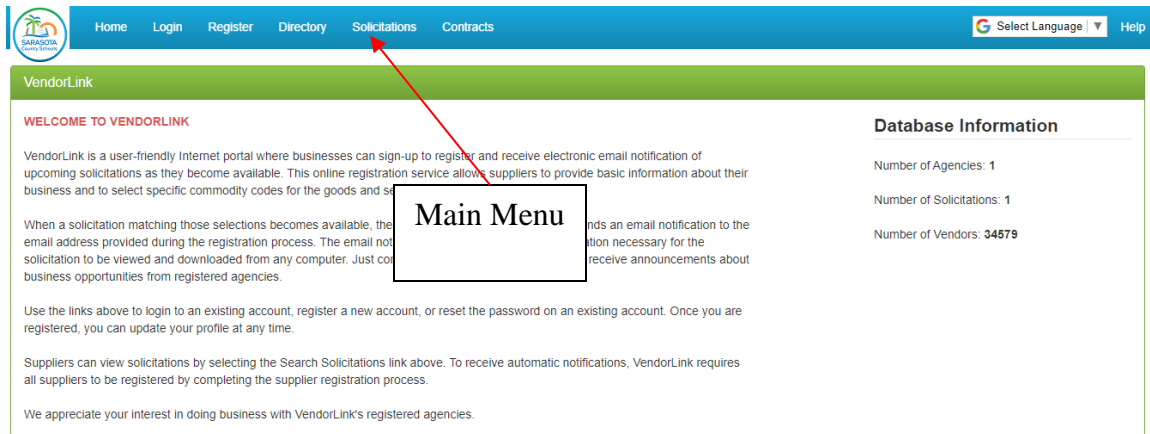 SARASOTA
County Schools
Home Login Register Directory Solicitations Contracts
Select Language ▼ Help
VendorLink
WELCOME TO VENDORLINK
VendorLink is a user-friendly Internet portal where businesses can sign-up to register and receive electronic email notification of
upcoming solicitations as they become available. This online registration service allows suppliers to provide basic information about their
business and to select specific commodity codes for the goods and se
When a solicitation matching those selections becomes available, the nds an email notification to the
email address provided during the registration process. The email not ation necessary for the
solicitation to be viewed and downloaded from any computer. Just co receive announcements about
business opportunities from registered agencies.
Main Menu
Use the links above to login to an existing account, register a new account, or reset the password on an existing account. Once you are
registered, you can update your profile at any time.
Suppliers can view solicitations by selecting the Search Solicitations link above. To receive automatic notifications, VendorLink requires
all suppliers to be registered by completing the supplier registration process.
We appreciate your interest in doing business with VendorLink's registered agencies.
Database Information
Number of Agencies: 1
Number of Solicitations: 1
Number of Vendors: 34579